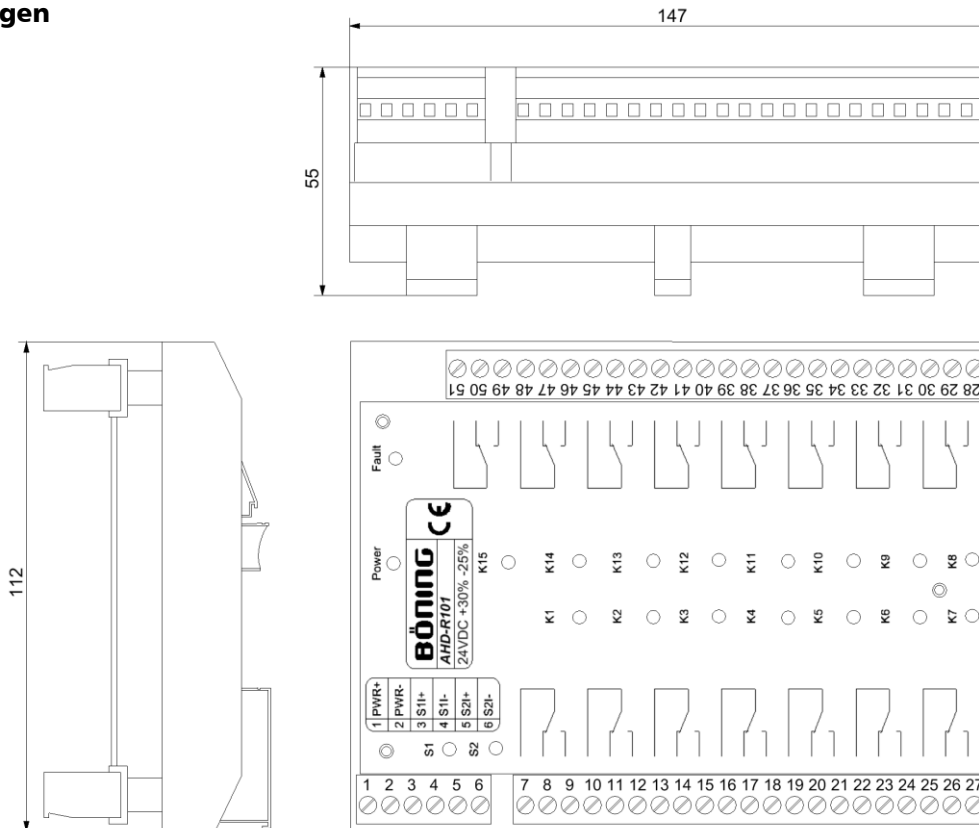 gen
147
55
112
51 50 49 48 47 46 45 44 43 42 41 40 39 38 37 36 35 34 33 32 31 30 29 28
Fault
Power
BÖNING
CE
AHD-R101
24VDC +30% -25%
K15 K14 K13 K12 K11 K10 K9 K8
K1 K2 K3 K4 K5 K6 K7
1 PWR+
2 PWR-
3 S1I+
4 S1I-
5 S2I+
6 S2I-
S1 S2
1 2 3 4 5 6 7 8 9 10 11 12 13 14 15 16 17 18 19 20 21 22 23 24 25 26 27